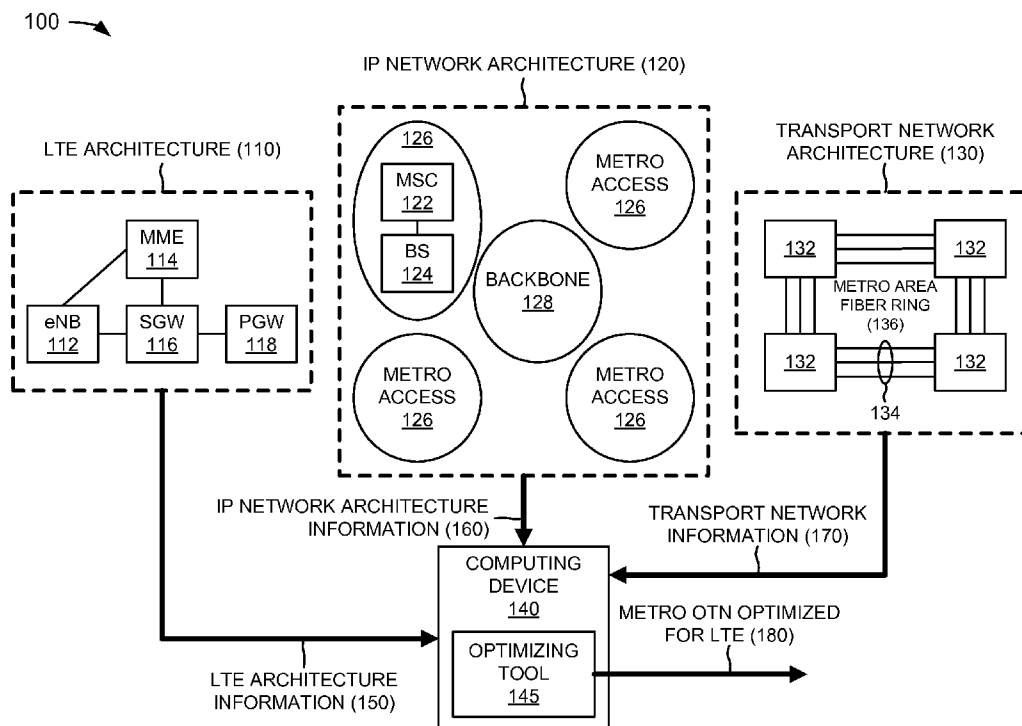 100
IP NETWORK ARCHITECTURE (120)
LTE ARCHITECTURE (110)
TRANSPORT NETWORK
ARCHITECTURE (130)
MME
114
eNB
112
SGW
116
PGW
118
126
MSC
122
BS
124
METRO
ACCESS
126
BACKBONE
128
METRO
ACCESS
126
METRO
ACCESS
126
132
132
METRO AREA
FIBER RING
(136)
132
132
134
IP NETWORK ARCHITECTURE
INFORMATION (160)
TRANSPORT NETWORK
INFORMATION (170)
COMPUTING
DEVICE
140
OPTIMIZING
TOOL
145
METRO OTN OPTIMIZED
FOR LTE (180)
LTE ARCHITECTURE
INFORMATION (150)